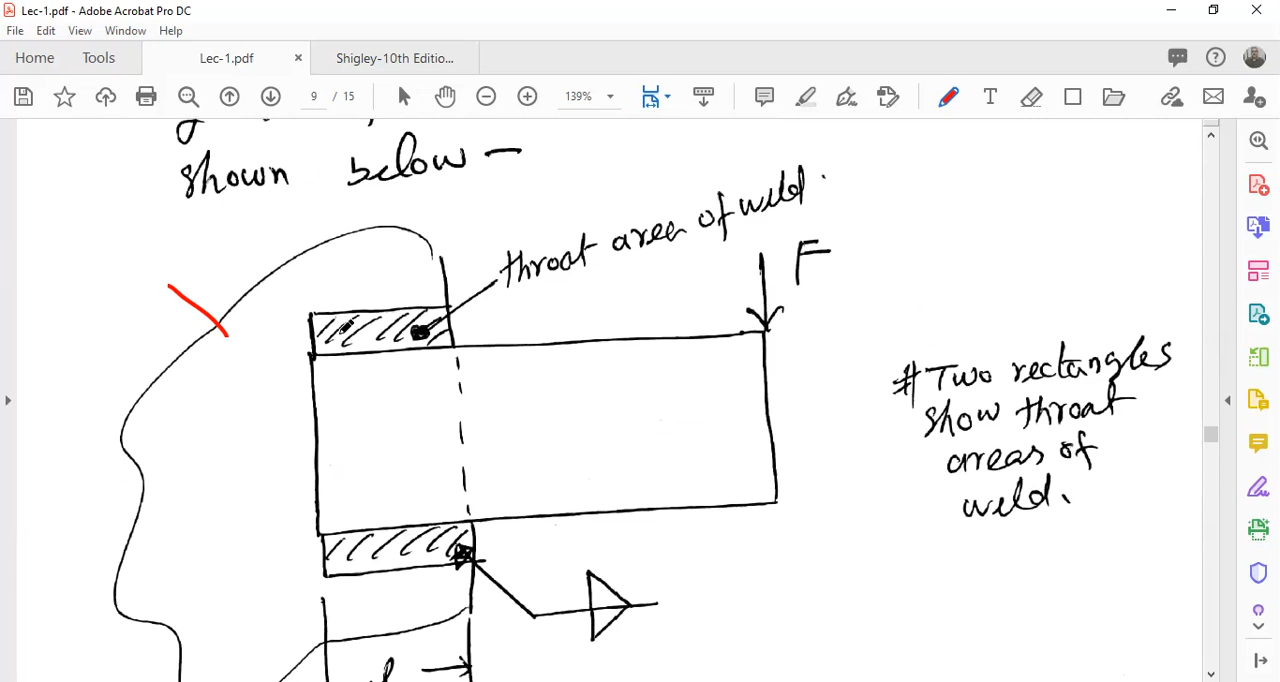 Lec-1.pdf - Adobe Acrobat Pro DC
File Edit View Window Help
Home Tools Lec-1.pdf × Shigley-10th Editio...
9 / 15 139%
shown below -
throat area of weld.
F
# Two rectangles
show throat
areas of
weld.